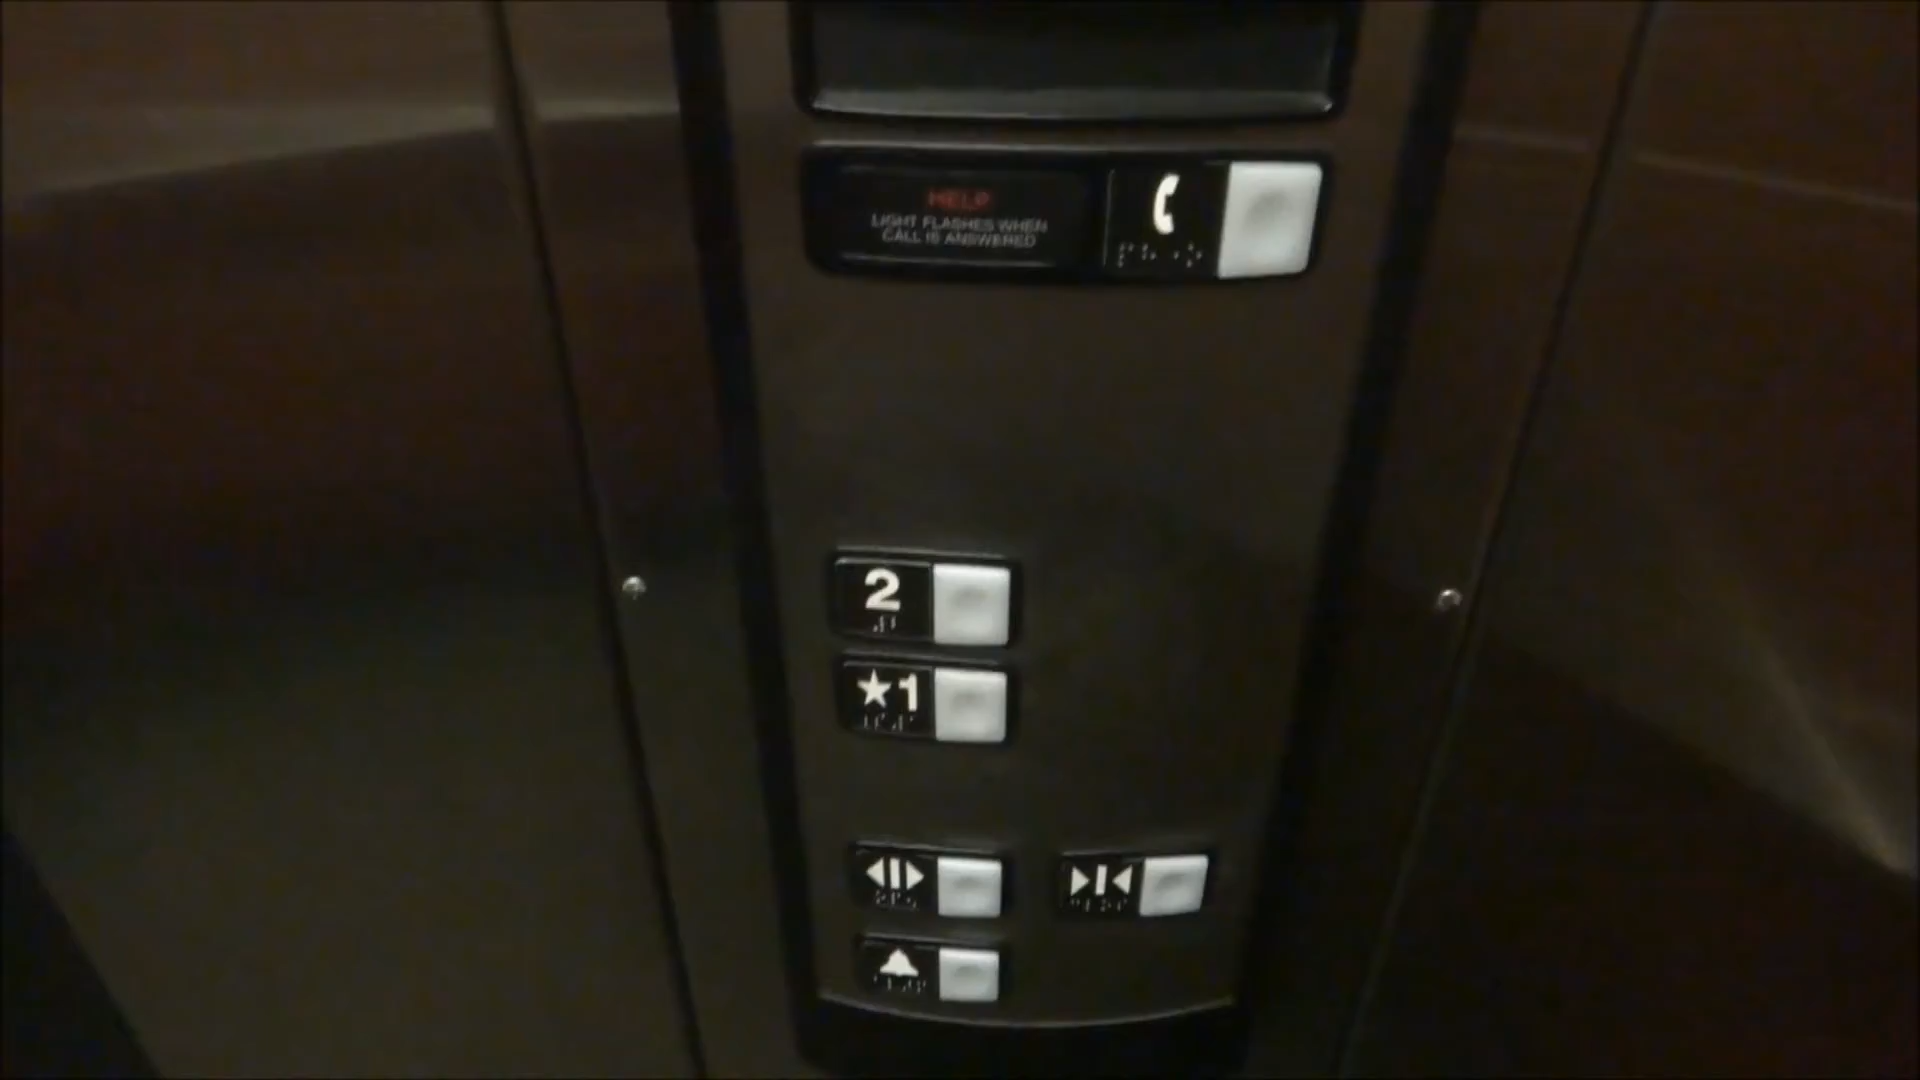 HELP
LIGHT FLASHES WHEN
CALL IS ANSWERED
2
★1